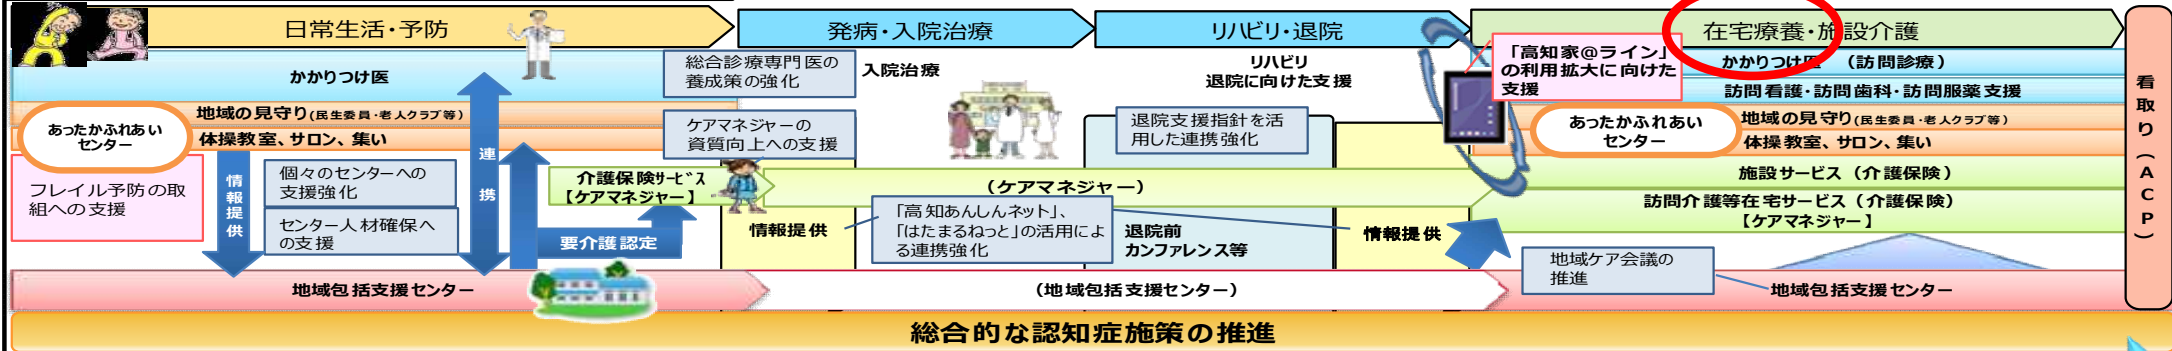 日常生活・予防
発病・入院治療
リハビリ・退院
在宅療養・施設介護
かかりつけ医
総合診療専門医の
養成策の強化
入院治療
リハビリ
退院に向けた支援
「高知家@ライン」
の利用拡大に向けた
支援
かかりつけ医 (訪問診療)
訪問看護・訪問歯科・訪問服薬支援
地域の見守り(民生委員・老人クラブ等)
体操教室、サロン、集い
あったかふれあい
センター
連携
ケアマネジャーの
資質向上への支援
退院支援指針を活
用した連携強化
あったかふれあい
センター
地域の見守り(民生委員・老人クラブ等)
体操教室、サロン、集い
フレイル予防の取
組への支援
情報提供
個々のセンターへの
支援強化
センター人材確保へ
の支援
介護保険サービス
【ケアマネジャー】
(ケアマネジャー)
施設サービス(介護保険)
訪問介護等在宅サービス(介護保険)
【ケアマネジャー】
要介護認定
情報提供
「高知あんしんネット」、
「はたまるねっと」の活用によ
る連携強化
退院前
カンファレンス等
情報提供
地域ケア会議の
推進
地域包括支援センター
(地域包括支援センター)
地域包括支援センター
看取り(ACP)
総合的な認知症施策の推進